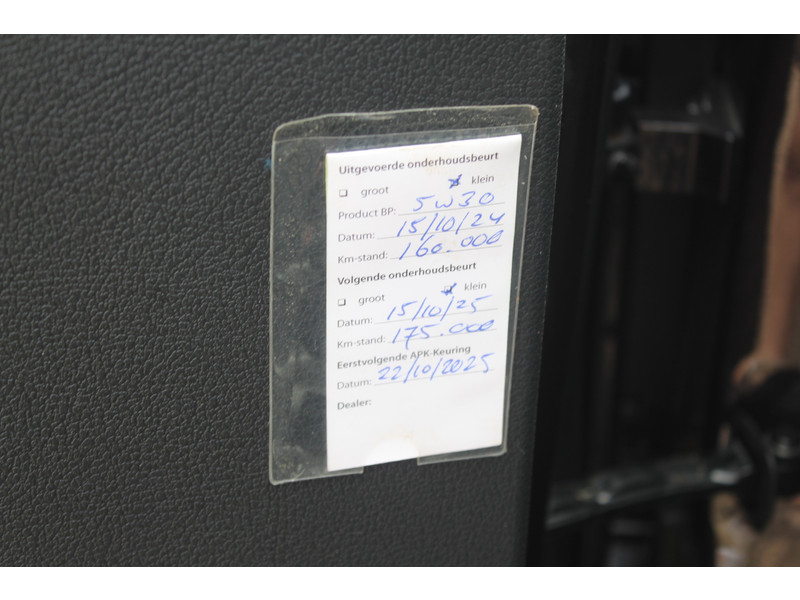 Uitgevoerde onderhoudsbeurt
groot klein
Product BP: 5w30
Datum: 15/10/24
Km-stand: 160.000
Volgende onderhoudsbeurt
groot klein
Datum: 15/10/25
Km-stand: 175.000
Eerstvolgende APK-Keuring
Datum: 22/10/2025
Dealer: